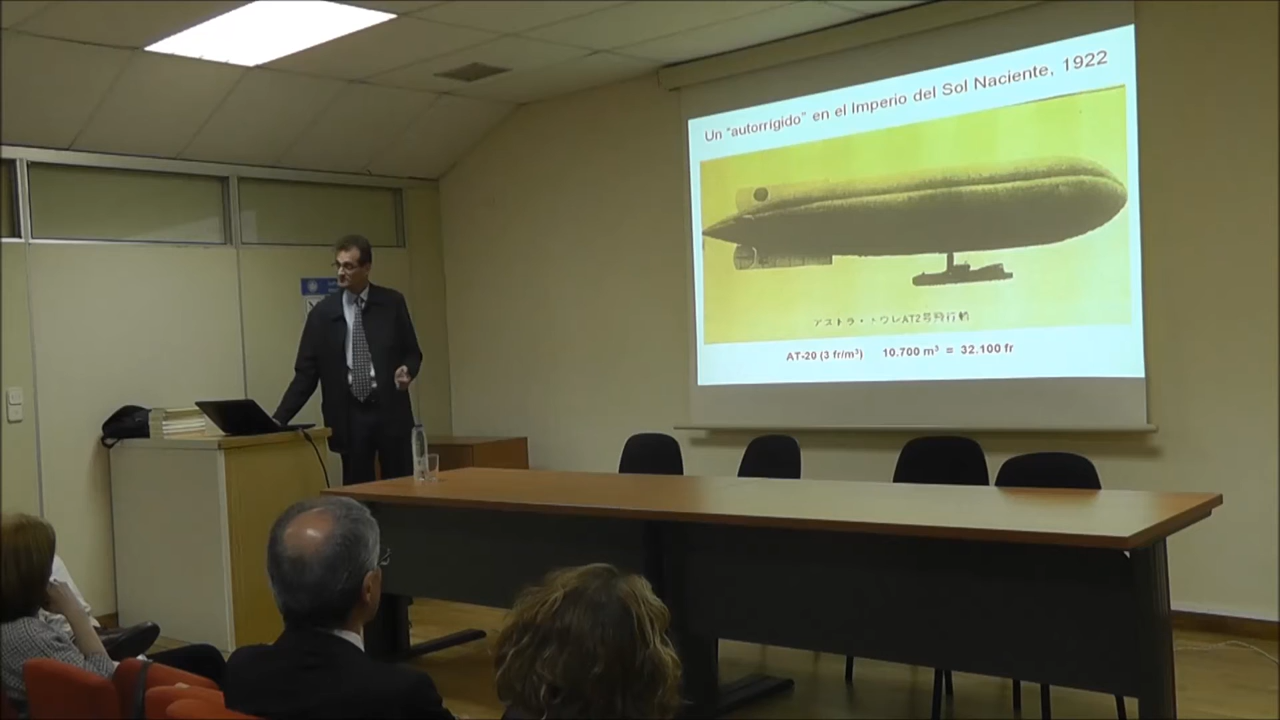 Un "autorrígido" en el Imperio del Sol Naciente, 1922
アストラ・トウレAT2号飛行船
AT-20 (3 fr/m³) 10.700 m³ = 32.100 fr